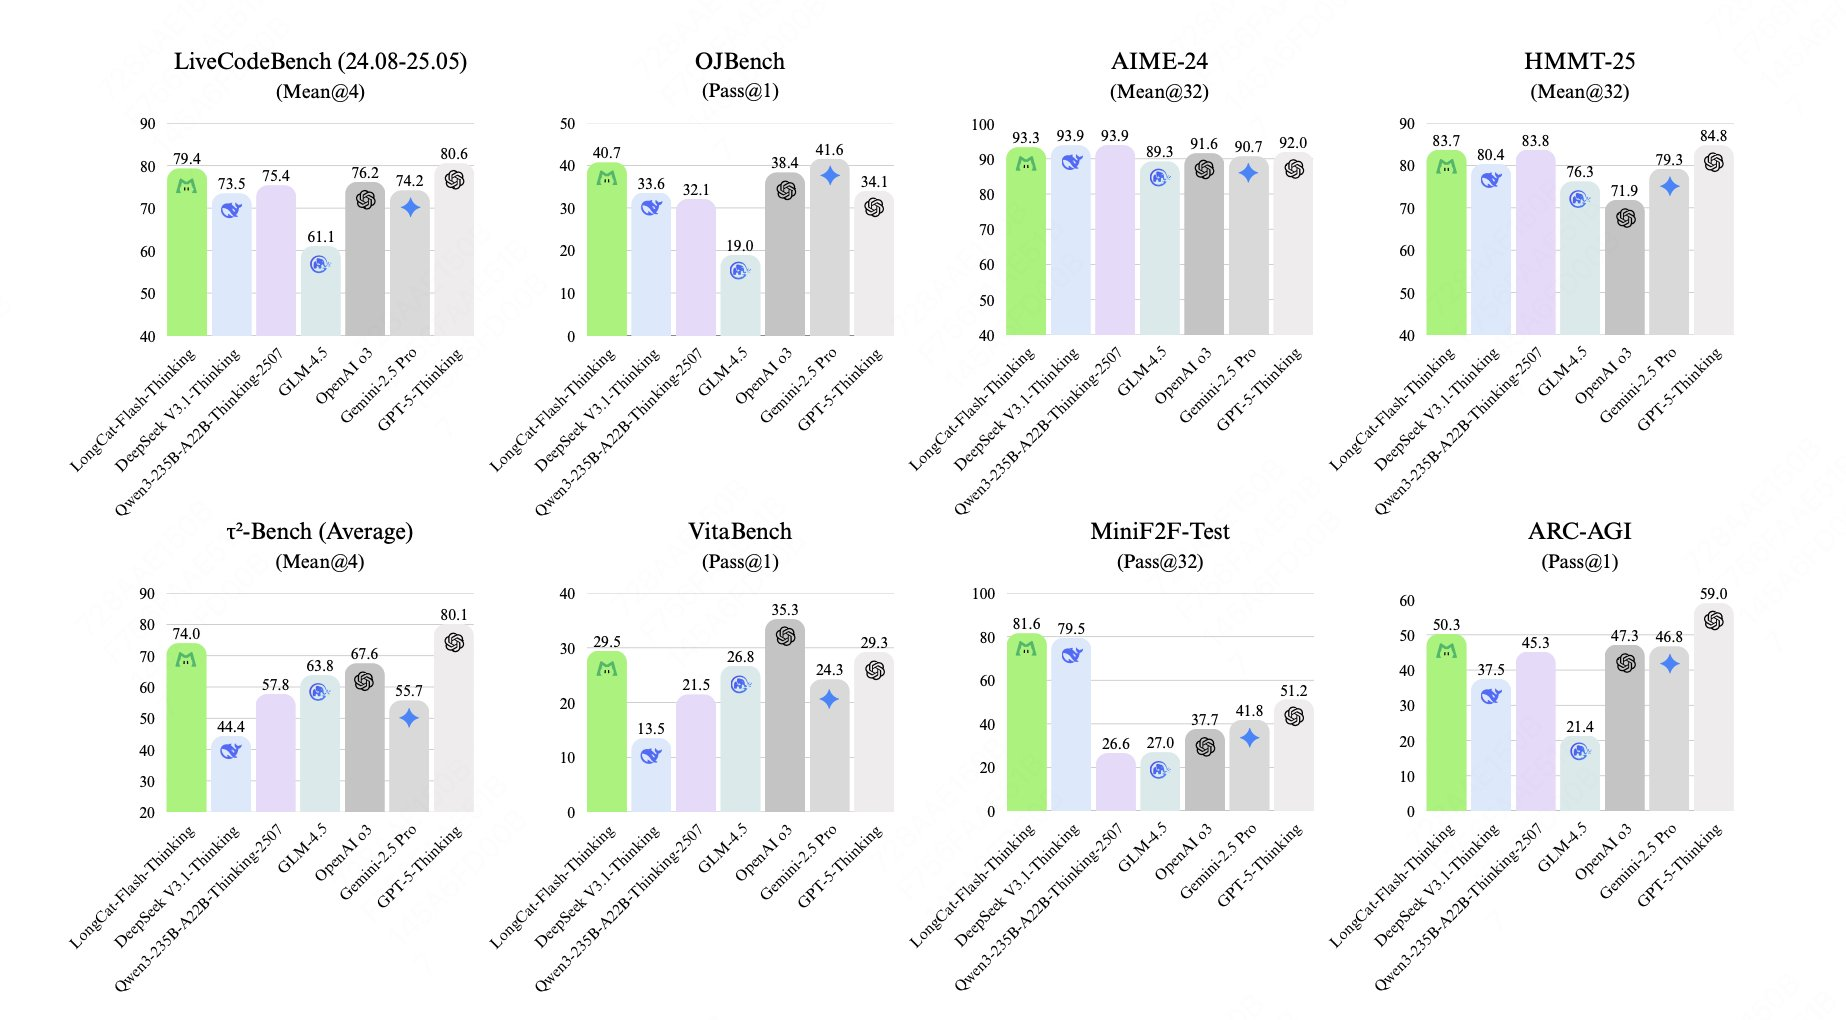 LiveCodeBench (24.08-25.05)
(Mean@4)
90
80
70
60
50
40
79.4
73.5
75.4
61.1
76.2
74.2
80.6
LongCat-Flash-Thinking
DeepSeek V3.1-Thinking
Qwen3-235B-A22B-Thinking-2507
GLM-4.5
OpenAI o3
Gemini-2.5 Pro
GPT-5-Thinking
OJBench
(Pass@1)
50
40
30
20
10
0
40.7
33.6
32.1
19.0
38.4
41.6
34.1
LongCat-Flash-Thinking
DeepSeek V3.1-Thinking
Qwen3-235B-A22B-Thinking-2507
GLM-4.5
OpenAI o3
Gemini-2.5 Pro
GPT-5-Thinking
AIME-24
(Mean@32)
100
90
80
70
60
50
40
93.3
93.9
93.9
89.3
91.6
90.7
92.0
LongCat-Flash-Thinking
DeepSeek V3.1-Thinking
Qwen3-235B-A22B-Thinking-2507
GLM-4.5
OpenAI o3
Gemini-2.5 Pro
GPT-5-Thinking
HMMT-25
(Mean@32)
90
80
70
60
50
40
83.7
80.4
83.8
76.3
71.9
79.3
84.8
LongCat-Flash-Thinking
DeepSeek V3.1-Thinking
Qwen3-235B-A22B-Thinking-2507
GLM-4.5
OpenAI o3
Gemini-2.5 Pro
GPT-5-Thinking
τ²-Bench (Average)
(Mean@4)
90
80
70
60
50
40
30
20
74.0
44.4
57.8
63.8
67.6
55.7
80.1
LongCat-Flash-Thinking
DeepSeek V3.1-Thinking
Qwen3-235B-A22B-Thinking-2507
GLM-4.5
OpenAI o3
Gemini-2.5 Pro
GPT-5-Thinking
VitaBench
(Pass@1)
40
30
20
10
0
29.5
13.5
21.5
26.8
35.3
24.3
29.3
LongCat-Flash-Thinking
DeepSeek V3.1-Thinking
Qwen3-235B-A22B-Thinking-2507
GLM-4.5
OpenAI o3
Gemini-2.5 Pro
GPT-5-Thinking
MiniF2F-Test
(Pass@32)
100
80
60
40
20
0
81.6
79.5
26.6
27.0
37.7
41.8
51.2
LongCat-Flash-Thinking
DeepSeek V3.1-Thinking
Qwen3-235B-A22B-Thinking-2507
GLM-4.5
OpenAI o3
Gemini-2.5 Pro
GPT-5-Thinking
ARC-AGI
(Pass@1)
60
50
40
30
20
10
0
50.3
37.5
45.3
21.4
47.3
46.8
59.0
LongCat-Flash-Thinking
DeepSeek V3.1-Thinking
Qwen3-235B-A22B-Thinking-2507
GLM-4.5
OpenAI o3
Gemini-2.5 Pro
GPT-5-Thinking